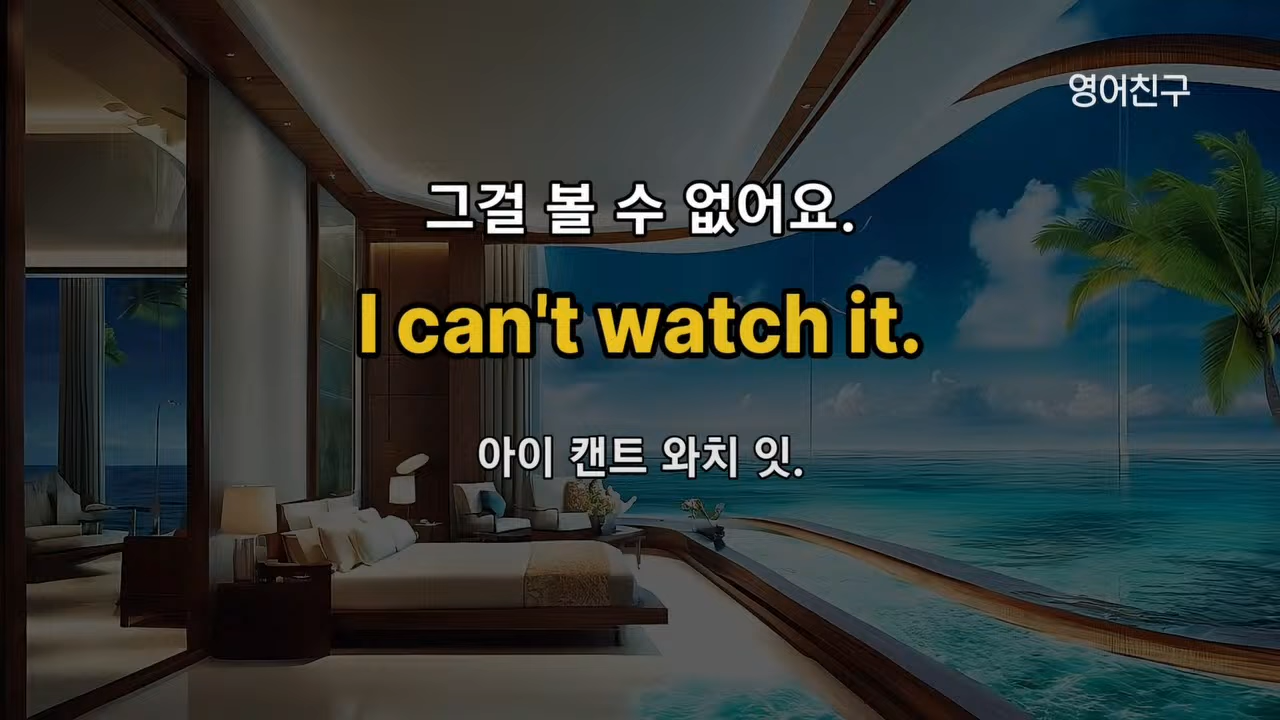 영어친구
그걸 볼 수 없어요.
I can't watch it.
아이 캔트 와치 잇.